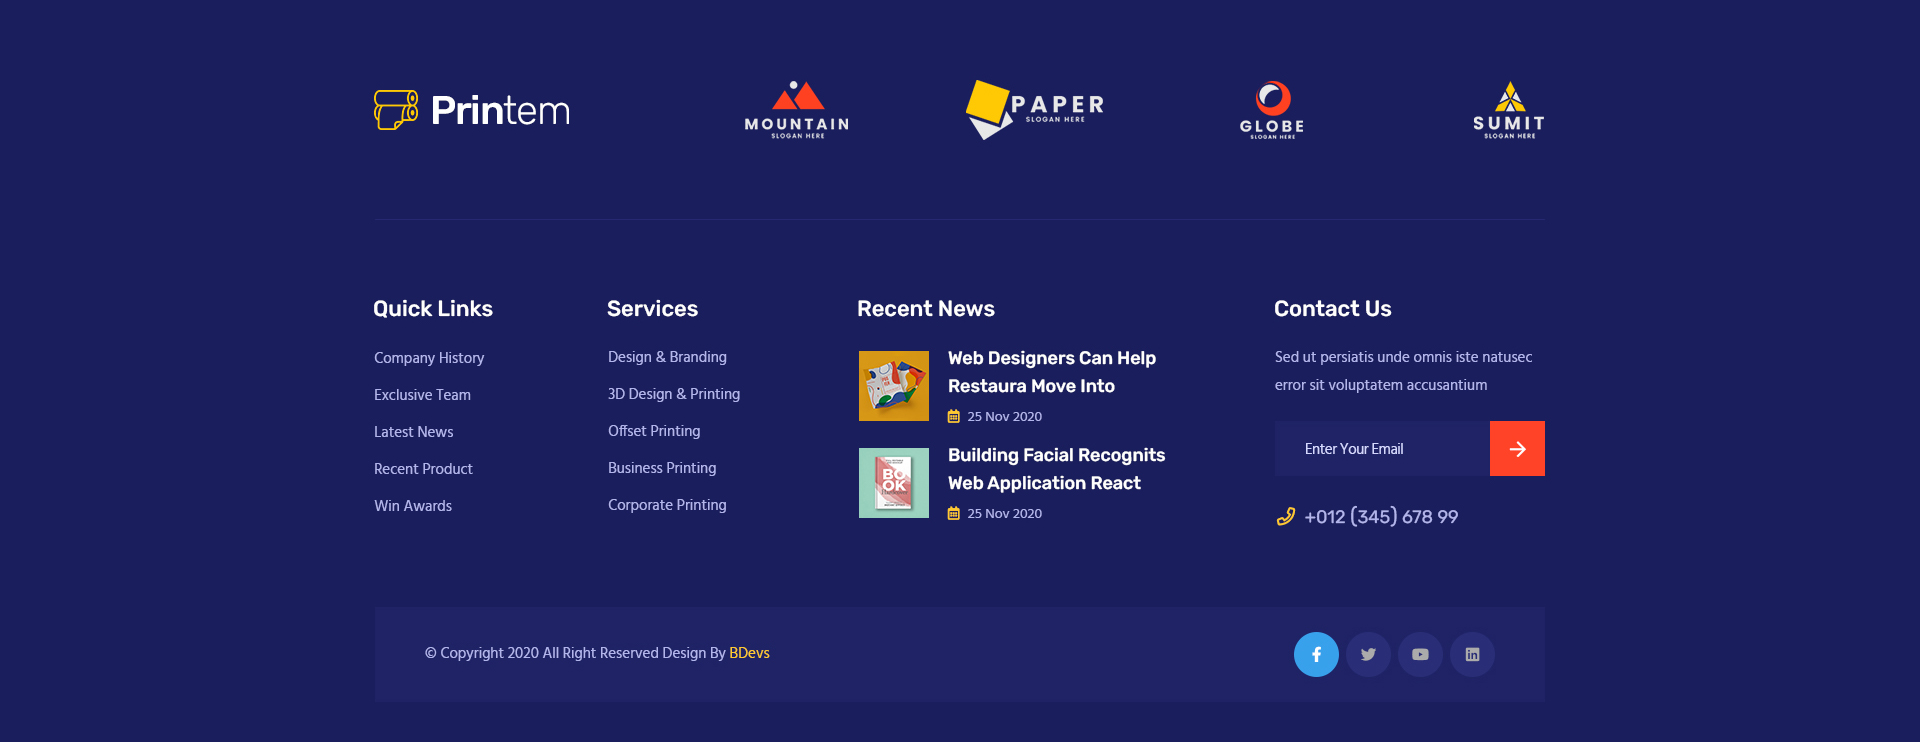 Printem
MOUNTAIN
SLOGAN HERE
PAPER
SLOGAN HERE
GLOBE
SLOGAN HERE
SUMIT
SLOGAN HERE
Quick Links
Company History
Exclusive Team
Latest News
Recent Product
Win Awards
Services
Design & Branding
3D Design & Printing
Offset Printing
Business Printing
Corporate Printing
Recent News
Web Designers Can Help
Restaura Move Into
25 Nov 2020
BO
OK
Building Facial Recognits
Web Application React
25 Nov 2020
Contact Us
Sed ut persiatis unde omnis iste natusec
error sit voluptatem accusantium
Enter Your Email
+012 (345) 678 99
© Copyright 2020 All Right Reserved Design By BDevs